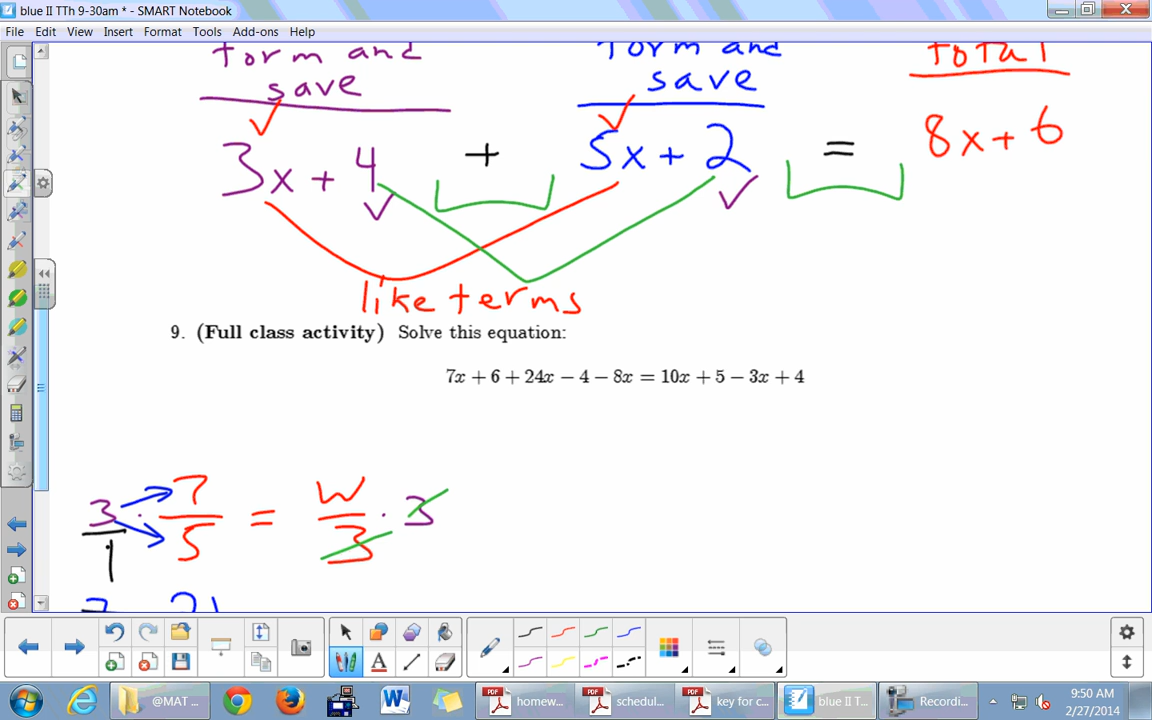 blue II TTh 9-30am * - SMART Notebook
File Edit View Insert Format Tools Add-ons Help
form and form and Total
save save
3x + 4 + 5x + 2 = 8x + 6
like terms
9. (Full class activity) Solve this equation:
7x + 6 + 24x − 4 − 8x = 10x + 5 − 3x + 4
3/1 · 7/5 = W/3 · 3
21
@MAT homew... schedul... key for c... blue II T... Recordi... 9:50 AM
2/27/2014